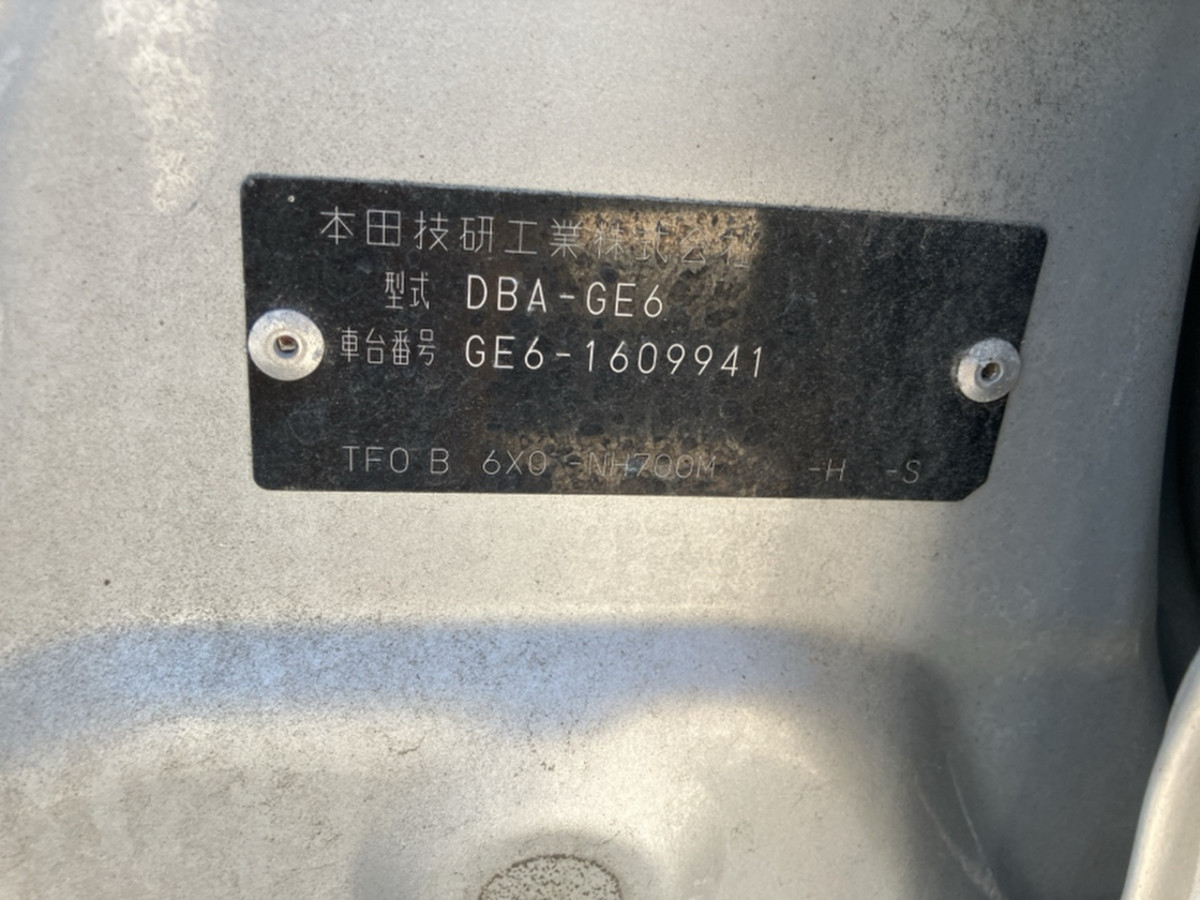 本田技研工業株式会社
型式 DBA-GE6
車台番号 GE6-1609941
TF0 B 6X0 -NH700M -H -S